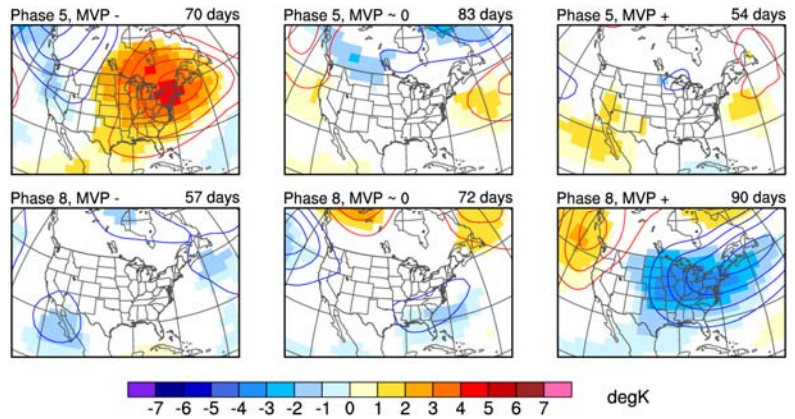 Phase 5, MVP - 70 days
Phase 5, MVP ~ 0 83 days
Phase 5, MVP + 54 days
Phase 8, MVP - 57 days
Phase 8, MVP ~ 0 72 days
Phase 8, MVP + 90 days
-7 -6 -5 -4 -3 -2 -1 0 1 2 3 4 5 6 7 degK